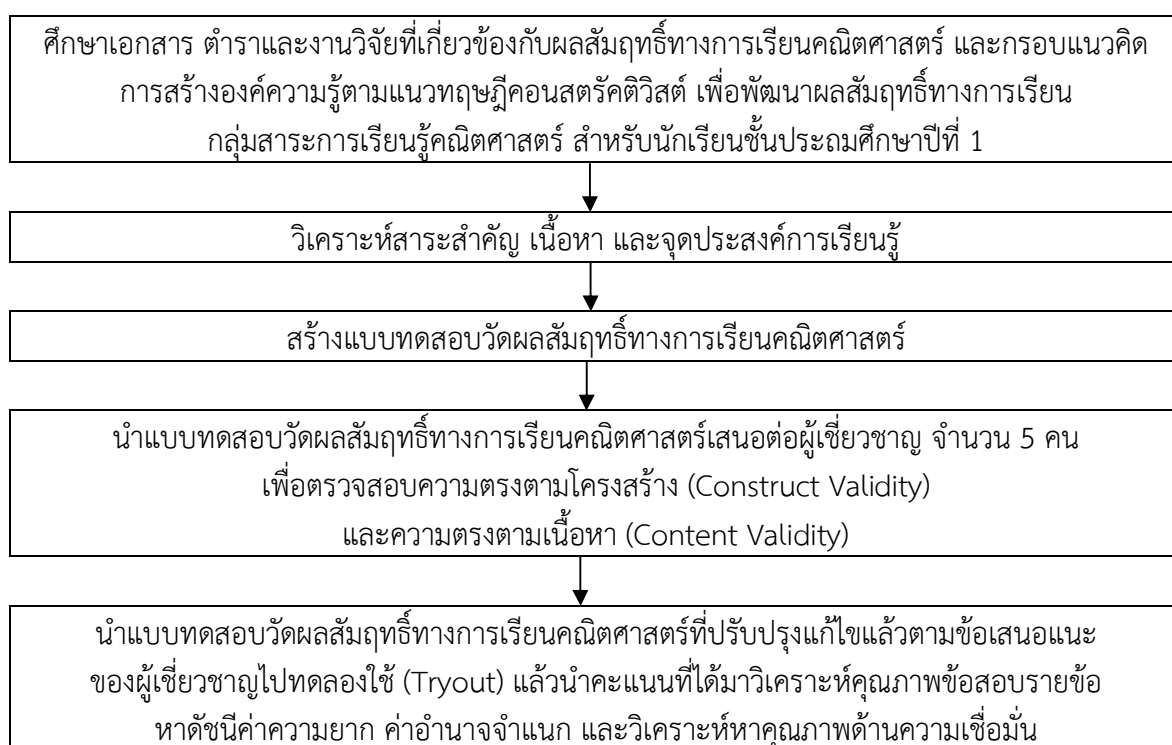 ศึกษาเอกสาร ตำราและงานวิจัยที่เกี่ยวข้องกับผลสัมฤทธิ์ทางการเรียนคณิตศาสตร์ และกรอบแนวคิด
การสร้างองค์ความรู้ตามแนวทฤษฎีคอนสตรัคติวิสต์ เพื่อพัฒนาผลสัมฤทธิ์ทางการเรียน
กลุ่มสาระการเรียนรู้คณิตศาสตร์ สำหรับนักเรียนชั้นประถมศึกษาปีที่ 1
วิเคราะห์สาระสำคัญ เนื้อหา และจุดประสงค์การเรียนรู้
สร้างแบบทดสอบวัดผลสัมฤทธิ์ทางการเรียนคณิตศาสตร์
นำแบบทดสอบวัดผลสัมฤทธิ์ทางการเรียนคณิตศาสตร์เสนอต่อผู้เชี่ยวชาญ จำนวน 5 คน
เพื่อตรวจสอบความตรงตามโครงสร้าง (Construct Validity)
และความตรงตามเนื้อหา (Content Validity)
นำแบบทดสอบวัดผลสัมฤทธิ์ทางการเรียนคณิตศาสตร์ที่ปรับปรุงแก้ไขแล้วตามข้อเสนอแนะ
ของผู้เชี่ยวชาญไปทดลองใช้ (Tryout) แล้วนำคะแนนที่ได้มาวิเคราะห์คุณภาพข้อสอบรายข้อ
หาดัชนีค่าความยาก ค่าอำนาจจำแนก และวิเคราะห์หาคุณภาพด้านความเชื่อมั่น